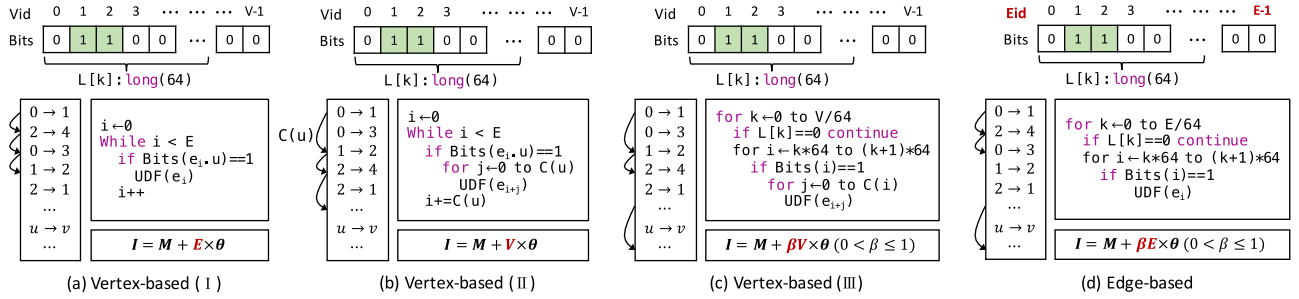 Vid 0 1 2 3 ... ... ... V-1
Bits 0 1 1 0 0 ... 0 0
L[k]:long(64)
0 → 1
2 → 4
0 → 3
1 → 2
2 → 1
...
u → v
...
i←0
While i < E
if Bits(eᵢ.u)==1
UDF(eᵢ)
i++
I = M + E×θ
(a) Vertex-based (Ⅰ)
Vid 0 1 2 3 ... ... ... V-1
Bits 0 1 1 0 0 ... 0 0
L[k]:long(64)
C(u)
0 → 1
0 → 3
1 → 2
2 → 4
2 → 1
...
u → v
...
i←0
While i < E
if Bits(eᵢ.u)==1
for j←0 to C(u)
UDF(eᵢ₊ⱼ)
i+=C(u)
I = M + V×θ
(b) Vertex-based (Ⅱ)
Vid 0 1 2 3 ... ... ... V-1
Bits 0 1 1 0 0 ... 0 0
L[k]:long(64)
0 → 1
0 → 3
1 → 2
2 → 4
2 → 1
...
u → v
...
for k←0 to V/64
if L[k]==0 continue
for i←k*64 to (k+1)*64
if Bits(i)==1
for j←0 to C(i)
UDF(eᵢ₊ⱼ)
I = M + βV×θ (0 < β ≤ 1)
(c) Vertex-based (Ⅲ)
Eid 0 1 2 3 ... ... ... E-1
Bits 0 1 1 0 0 ... 0 0
L[k]:long(64)
0 → 1
2 → 4
0 → 3
1 → 2
2 → 1
...
u → v
...
for k←0 to E/64
if L[k]==0 continue
for i←k*64 to (k+1)*64
if Bits(i)==1
UDF(eᵢ)
I = M + βE×θ (0 < β ≤ 1)
(d) Edge-based